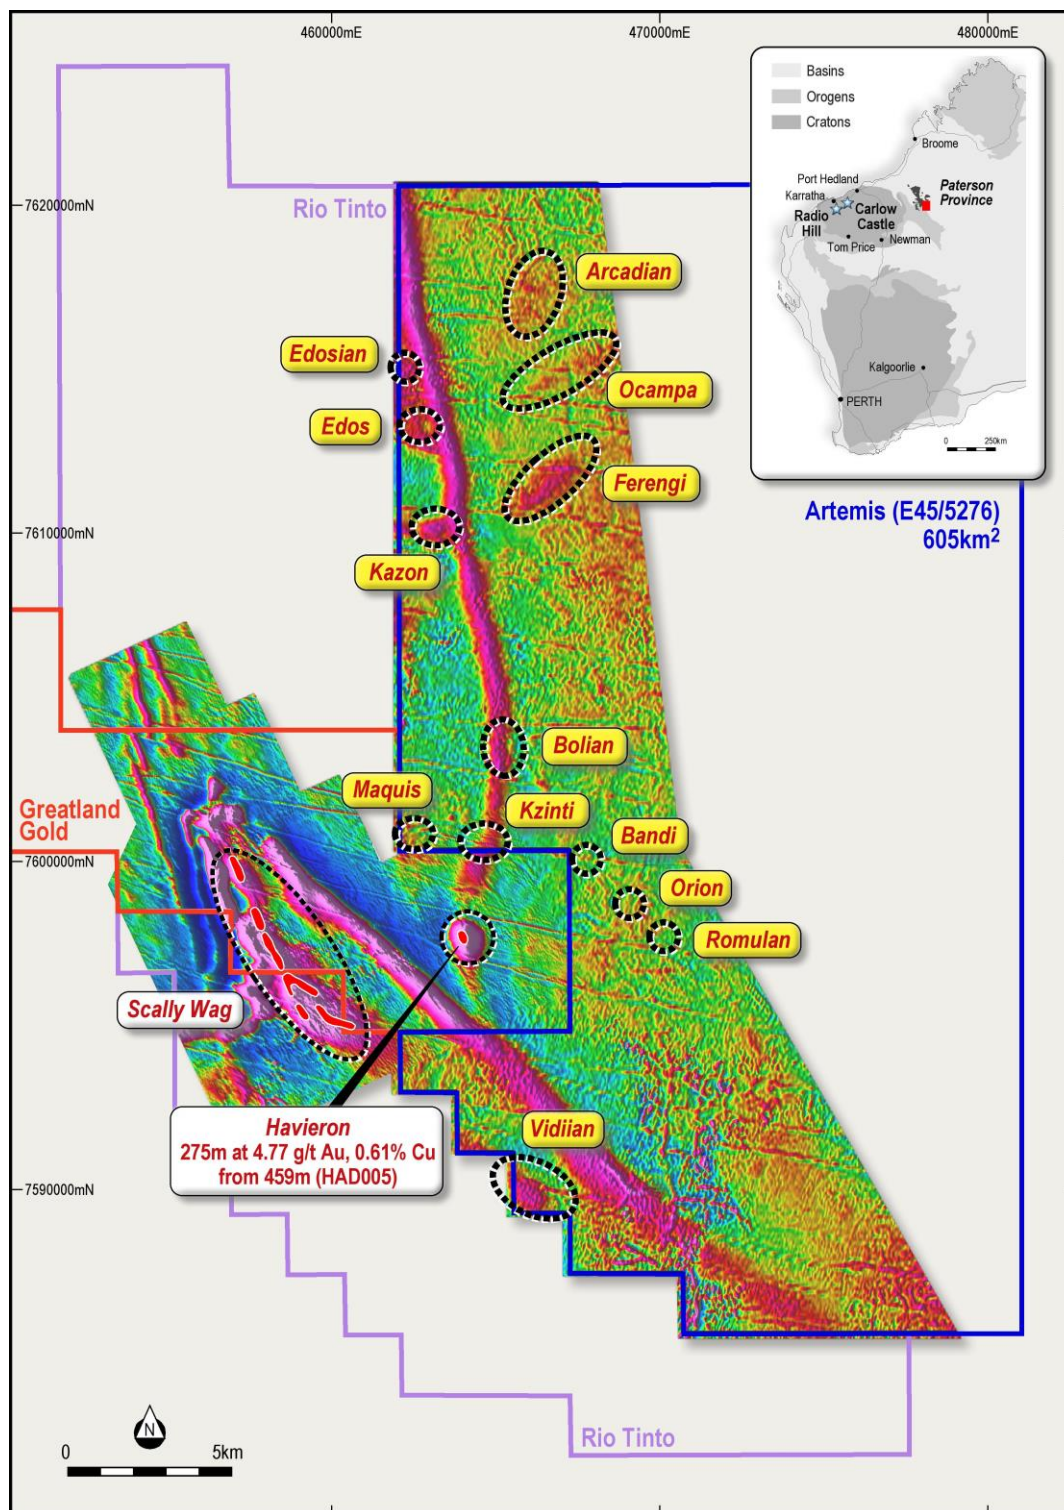 460000mE
470000mE
480000mE
Basins
Orogens
Cratons
Broome
Port Hedland
Karratha
Paterson
Province
Radio
Hill
Carlow
Castle
Tom Price
Newman
Kalgoorlie
PERTH
0
250km
7620000mN
Rio Tinto
Arcadian
Edosian
Ocampa
Edos
Ferengi
Artemis (E45/5276)
605km²
7610000mN
Kazon
Bolian
Maquis
Kzinti
Greatland
Gold
Bandi
7600000mN
Orion
Romulan
Scally Wag
Havieron
275m at 4.77 g/t Au, 0.61% Cu
from 459m (HAD005)
Vidiian
7590000mN
N
0
5km
Rio Tinto